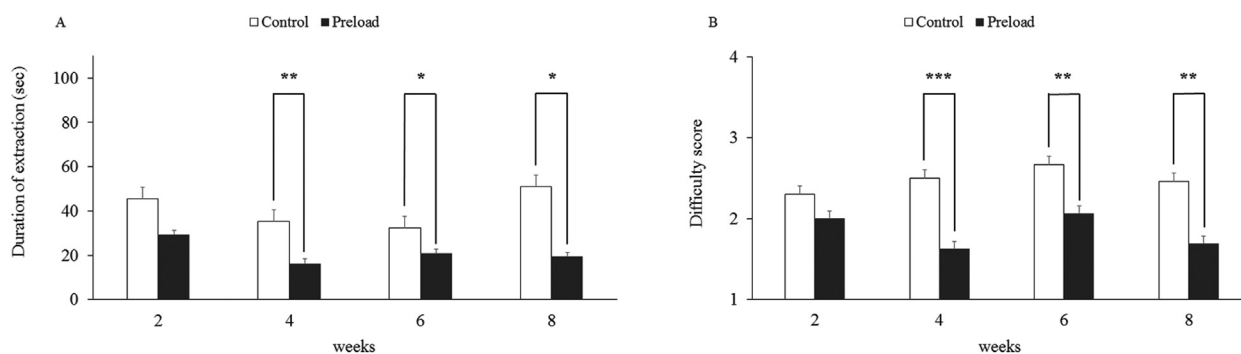 A
Control Preload
Duration of extraction (sec)
100
80
60
40
20
0
** * *
2 4 6 8
weeks
B
Control Preload
Difficulty score
4
3
2
1
*** ** **
2 4 6 8
weeks